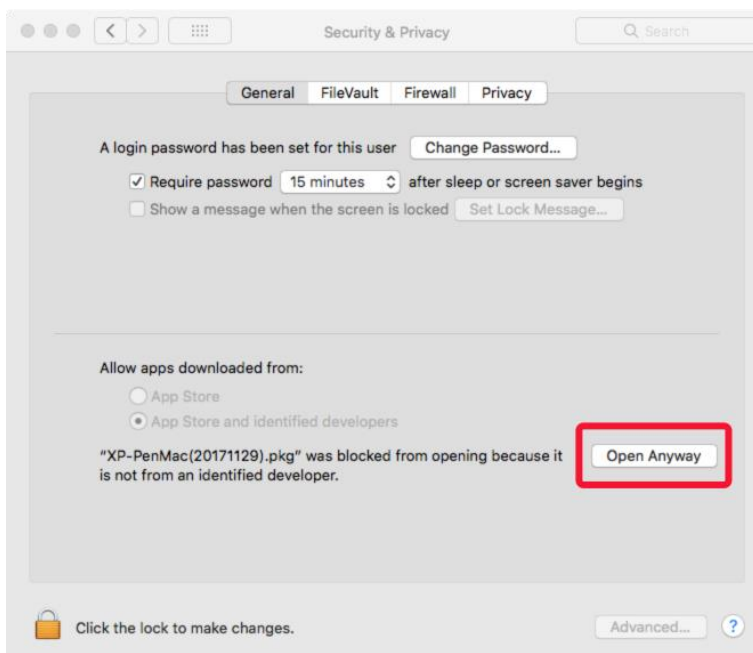 Security & Privacy
Search
General FileVault Firewall Privacy
A login password has been set for this user Change Password...
Require password 15 minutes after sleep or screen saver begins
Show a message when the screen is locked Set Lock Message...
Allow apps downloaded from:
App Store
App Store and identified developers
“XP-PenMac(20171129).pkg” was blocked from opening because it
is not from an identified developer.
Open Anyway
Click the lock to make changes.
Advanced...
?